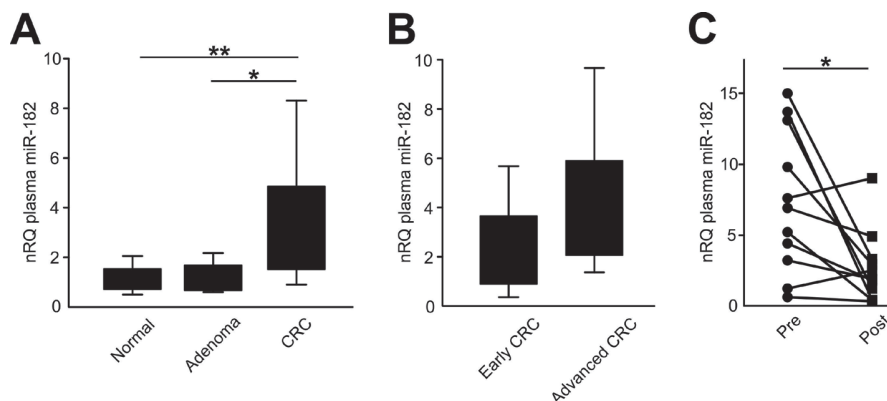 A
nRQ plasma miR-182
10
8
6
4
2
0
**
*
Normal
Adenoma
CRC
B
nRQ plasma miR-182
10
8
6
4
2
0
Early CRC
Advanced CRC
C
nRQ plasma miR-182
15
10
5
0
*
Pre
Post